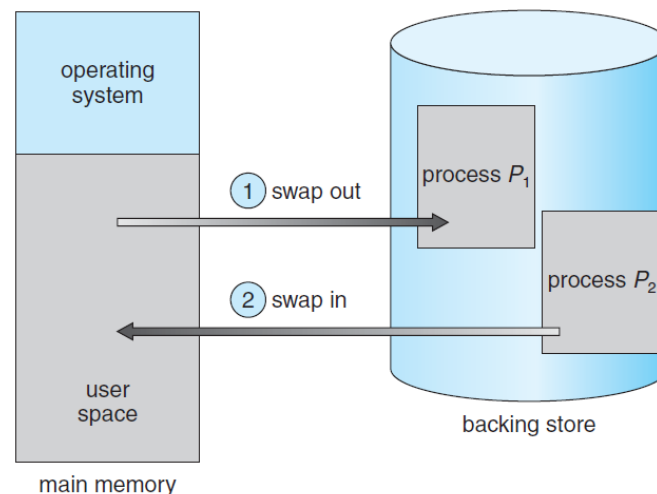 operating
system
process P1
1 swap out
process P2
2 swap in
user
space
backing store
main memory